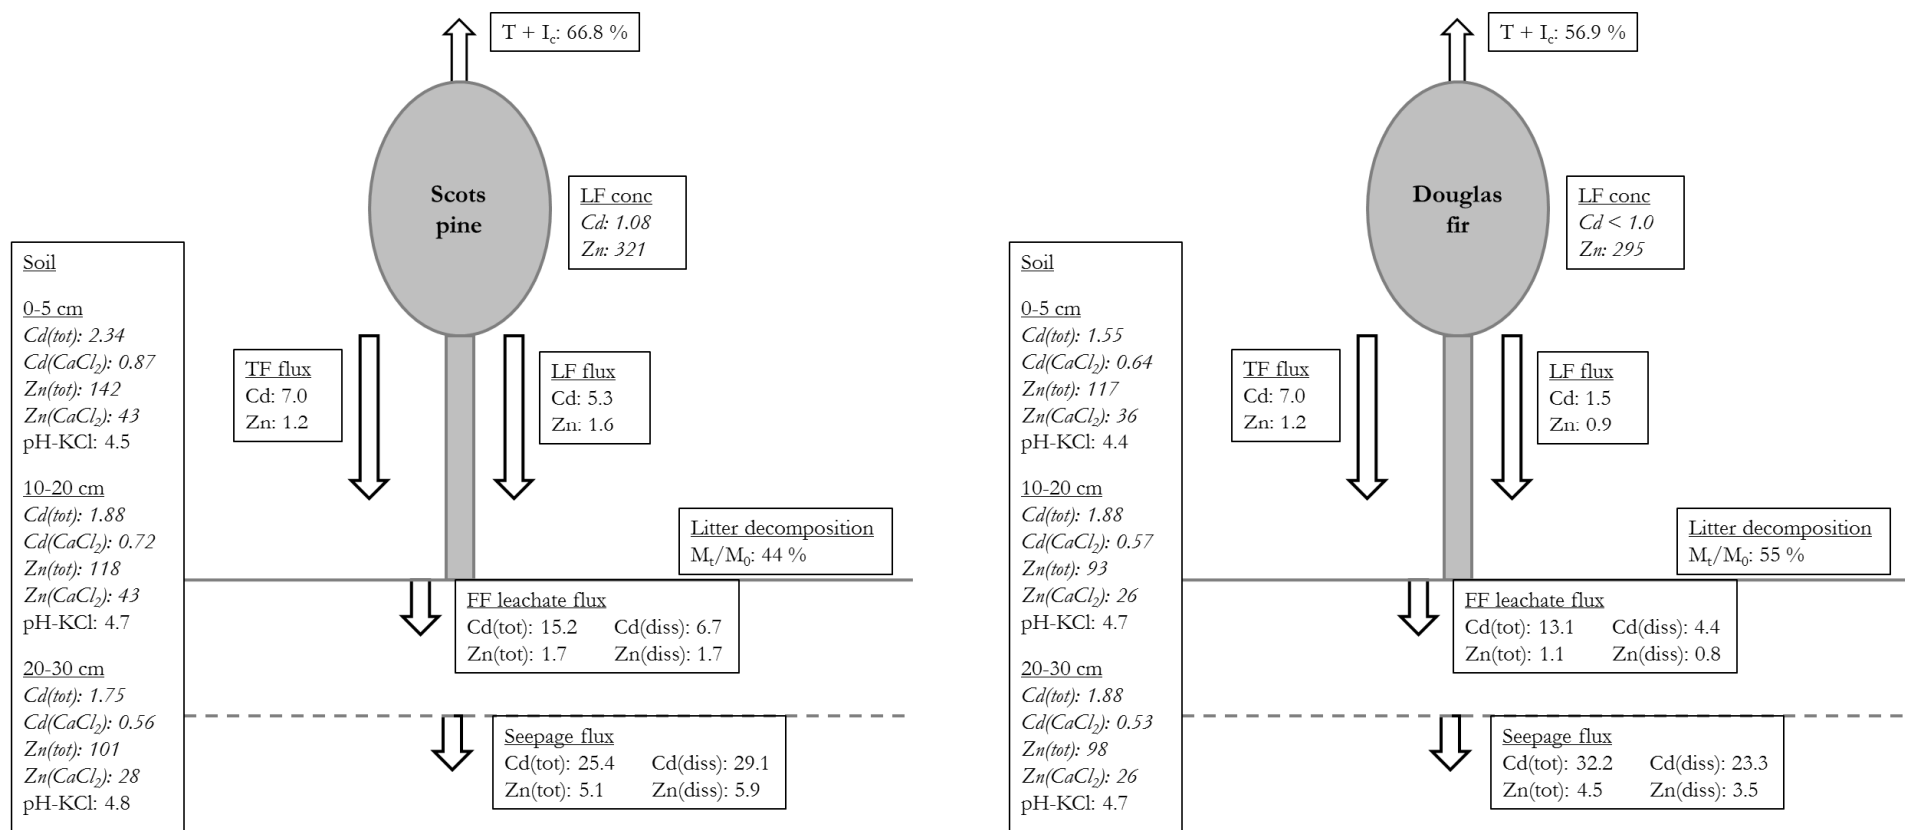 T + Ic: 66.8 %
Scots
pine
LF conc
Cd: 1.08
Zn: 321
Soil
0-5 cm
Cd(tot): 2.34
Cd(CaCl2): 0.87
Zn(tot): 142
Zn(CaCl2): 43
pH-KCl: 4.5
10-20 cm
Cd(tot): 1.88
Cd(CaCl2): 0.72
Zn(tot): 118
Zn(CaCl2): 43
pH-KCl: 4.7
20-30 cm
Cd(tot): 1.75
Cd(CaCl2): 0.56
Zn(tot): 101
Zn(CaCl2): 28
pH-KCl: 4.8
TF flux
Cd: 7.0
Zn: 1.2
LF flux
Cd: 5.3
Zn: 1.6
Litter decomposition
Mt/M0: 44 %
FF leachate flux
Cd(tot): 15.2 Cd(diss): 6.7
Zn(tot): 1.7 Zn(diss): 1.7
Seepage flux
Cd(tot): 25.4 Cd(diss): 29.1
Zn(tot): 5.1 Zn(diss): 5.9
T + Ic: 56.9 %
Douglas
fir
LF conc
Cd < 1.0
Zn: 295
Soil
0-5 cm
Cd(tot): 1.55
Cd(CaCl2): 0.64
Zn(tot): 117
Zn(CaCl2): 36
pH-KCl: 4.4
10-20 cm
Cd(tot): 1.88
Cd(CaCl2): 0.57
Zn(tot): 93
Zn(CaCl2): 26
pH-KCl: 4.7
20-30 cm
Cd(tot): 1.88
Cd(CaCl2): 0.53
Zn(tot): 98
Zn(CaCl2): 26
pH-KCl: 4.7
TF flux
Cd: 7.0
Zn: 1.2
LF flux
Cd: 1.5
Zn: 0.9
Litter decomposition
Mt/M0: 55 %
FF leachate flux
Cd(tot): 13.1 Cd(diss): 4.4
Zn(tot): 1.1 Zn(diss): 0.8
Seepage flux
Cd(tot): 32.2 Cd(diss): 23.3
Zn(tot): 4.5 Zn(diss): 3.5